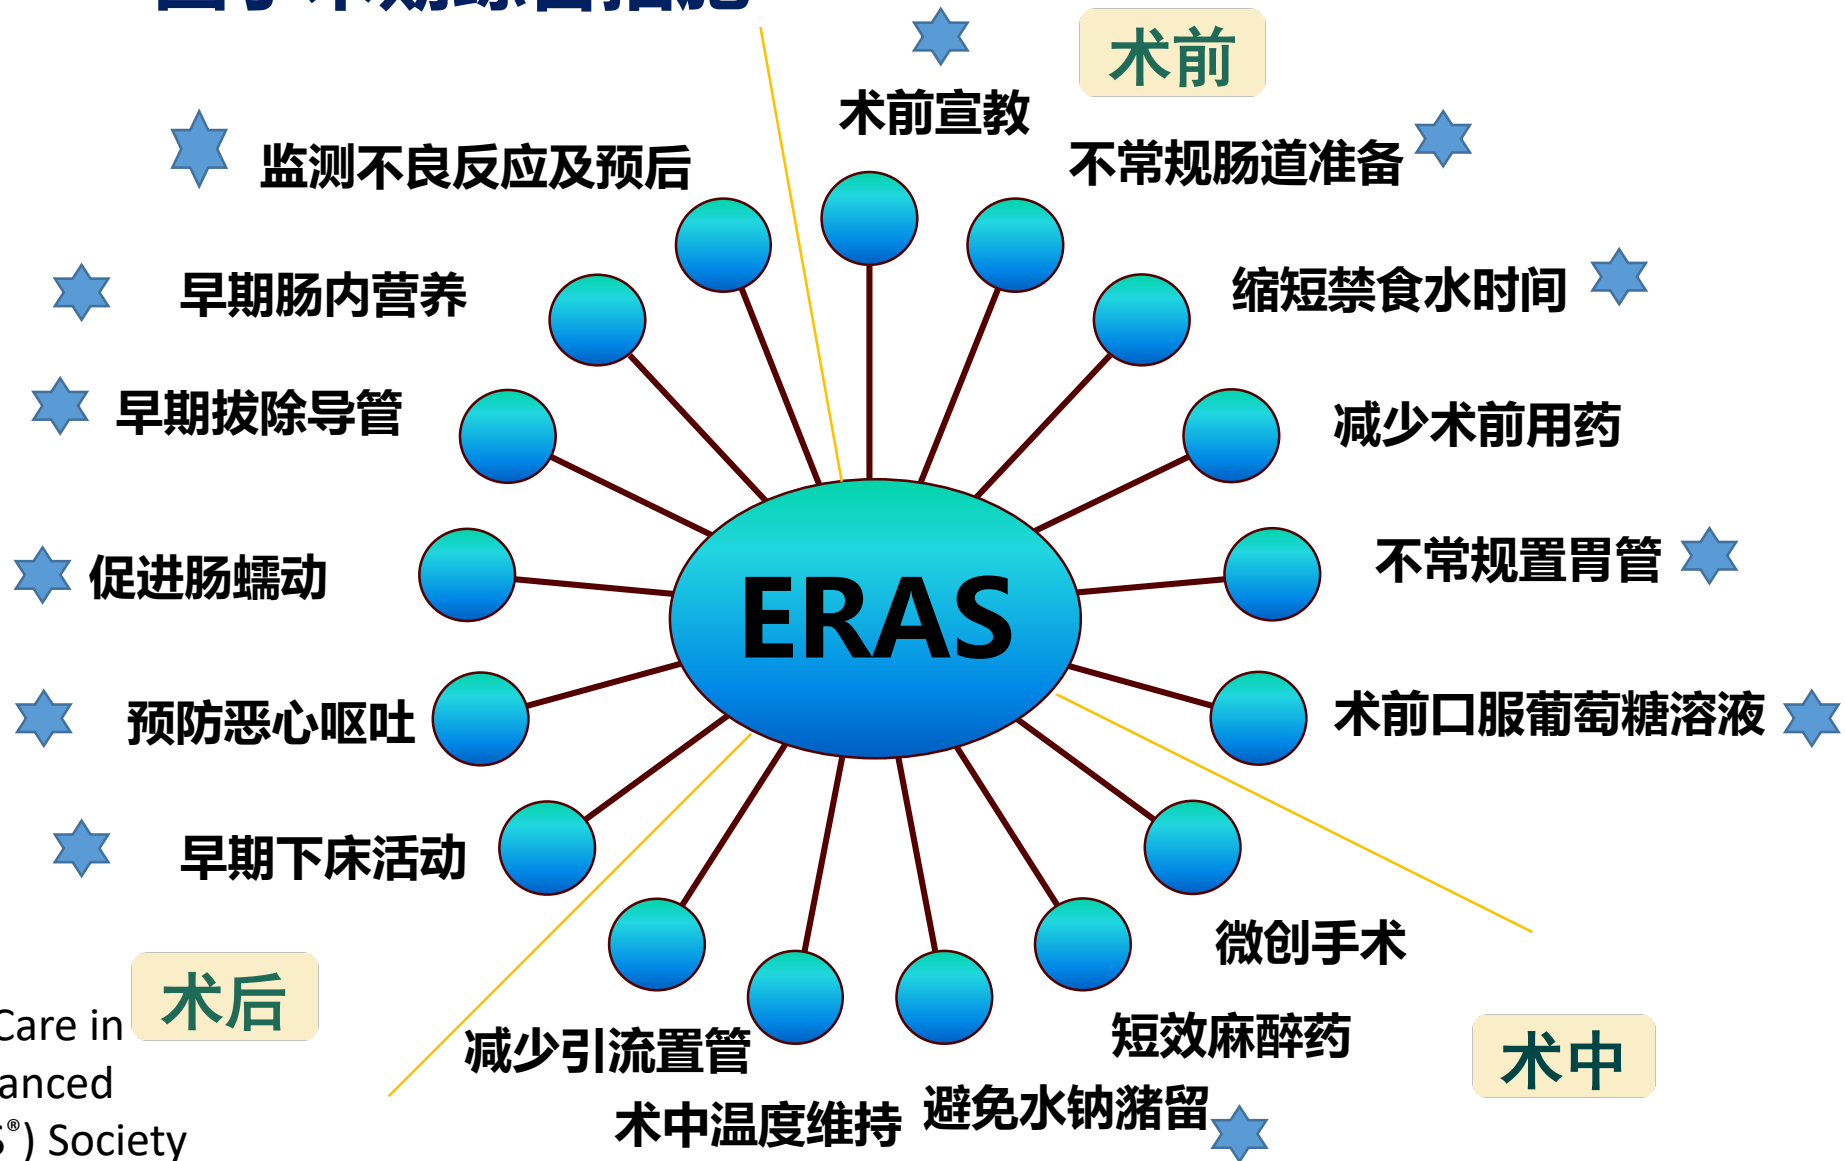 术前
术前宣教
不常规肠道准备
监测不良反应及预后
缩短禁食水时间
早期肠内营养
减少术前用药
早期拔除导管
不常规置胃管
促进肠蠕动
ERAS
术前口服葡萄糖溶液
预防恶心呕吐
早期下床活动
微创手术
术后
Care in
anced
®) Society
减少引流置管
短效麻醉药
术中
避免水钠潴留
术中温度维持